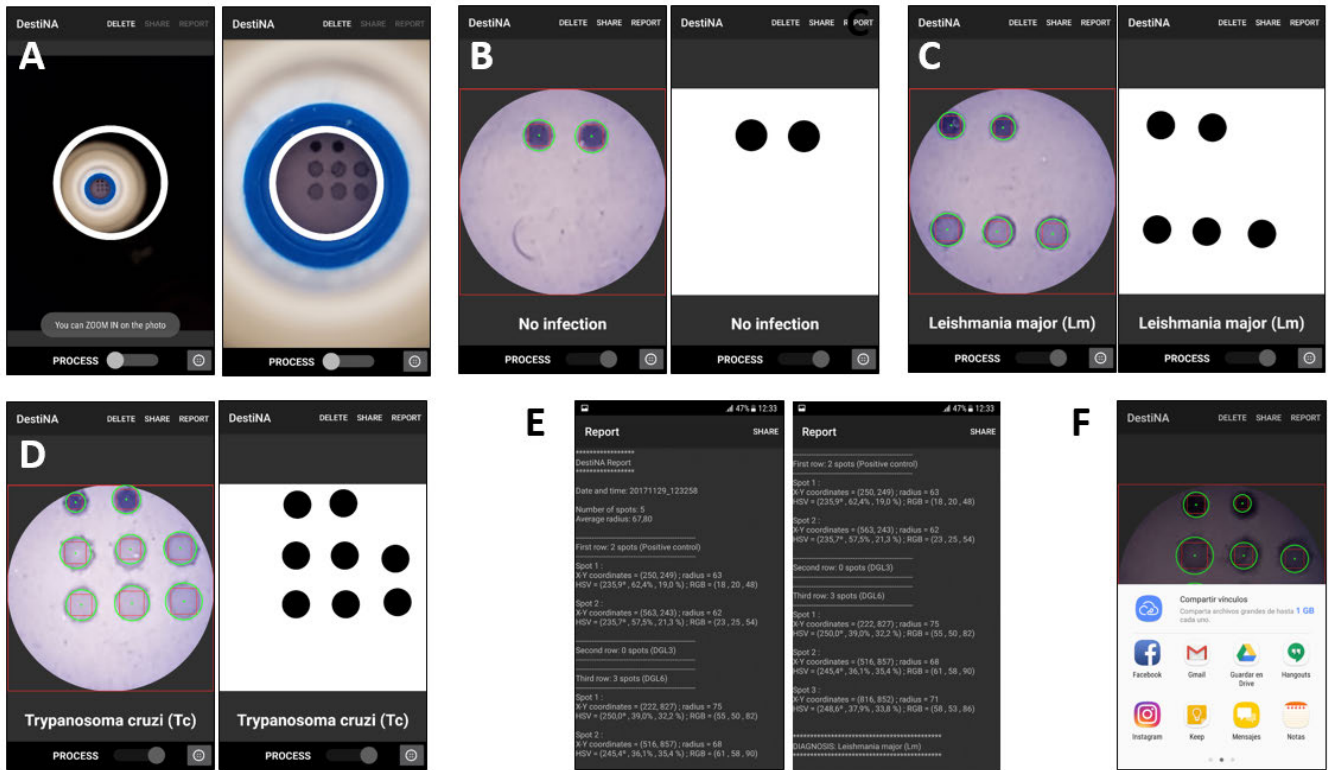 DestiNA DELETE SHARE REPORT
A
You can ZOOM IN on the photo
PROCESS
DestiNA DELETE SHARE REPORT
PROCESS
DestiNA DELETE SHARE REPORT
B
No infection
PROCESS
DestiNA DELETE SHARE REPORT
C
No infection
PROCESS
DestiNA DELETE SHARE REPORT
C
Leishmania major (Lm)
PROCESS
DestiNA DELETE SHARE REPORT
Leishmania major (Lm)
PROCESS
DestiNA DELETE SHARE REPORT
D
Trypanosoma cruzi (Tc)
PROCESS
DestiNA DELETE SHARE REPORT
Trypanosoma cruzi (Tc)
PROCESS
E
47% 12:33
Report SHARE
*****************
DestiNA Report
*****************
Date and time: 20171129_123258
Number of spots: 5
Average radius: 67,80
First row: 2 spots (Positive control)
Spot 1 :
X-Y coordinates = (250, 249) ; radius = 63
HSV = (235,9º , 62,4% , 19,0 %) ; RGB = (18 , 20 , 48)
Spot 2 :
X-Y coordinates = (563, 243) ; radius = 62
HSV = (235,7º , 57,5% , 21,3 %) ; RGB = (23 , 25 , 54)
Second row: 0 spots (DGL3)
Third row: 3 spots (DGL6)
Spot 1 :
X-Y coordinates = (222, 827) ; radius = 75
HSV = (250,0º , 39,0% , 32,2 %) ; RGB = (55 , 50 , 82)
Spot 2 :
X-Y coordinates = (516, 857) ; radius = 68
HSV = (245,4º , 36,1% , 35,4 %) ; RGB = (61 , 58 , 90)
47% 12:33
Report SHARE
First row: 2 spots (Positive control)
Spot 1 :
X-Y coordinates = (250, 249) ; radius = 63
HSV = (235,9º , 62,4% , 19,0 %) ; RGB = (18 , 20 , 48)
Spot 2 :
X-Y coordinates = (563, 243) ; radius = 62
HSV = (235,7º , 57,5% , 21,3 %) ; RGB = (23 , 25 , 54)
Second row: 0 spots (DGL3)
Third row: 3 spots (DGL6)
Spot 1 :
X-Y coordinates = (222, 827) ; radius = 75
HSV = (250,0º , 39,0% , 32,2 %) ; RGB = (55 , 50 , 82)
Spot 2 :
X-Y coordinates = (516, 857) ; radius = 68
HSV = (245,4º , 36,1% , 35,4 %) ; RGB = (61 , 58 , 90)
Spot 3 :
X-Y coordinates = (816, 852) ; radius = 71
HSV = (248,6º , 37,9% , 33,8 %) ; RGB = (58 , 53 , 86)
DIAGNOSIS: Leishmania major (Lm)
F
DestiNA DELETE SHARE REPORT
Compartir vínculos
Comparta archivos grandes de hasta 1 GB
cada uno.
Facebook Gmail Guardar en Drive Hangouts
Instagram Keep Mensajes Notas